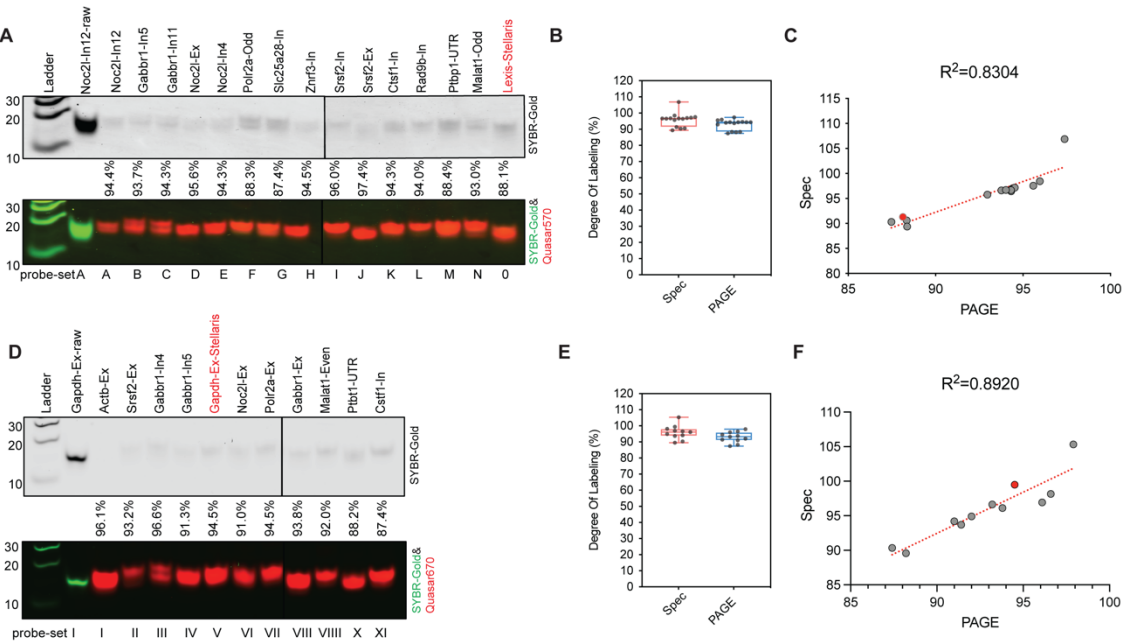 A
Ladder
Noc2l-In12-raw
Noc2l-In12
Gabbr1-In5
Gabbr1-In11
Noc2l-Ex
Noc2l-In4
Polr2a-Odd
Slc25a28-In
Znrf3-In
Srsf2-In
Srsf2-Ex
Ctsf1-In
Rad9b-In
Ptbp1-UTR
Malat1-Odd
Lexis-Stellaris
30
20
10
SYBR-Gold
94.4%
93.7%
94.3%
95.6%
94.3%
88.3%
87.4%
94.5%
96.0%
97.4%
94.3%
94.0%
88.4%
93.0%
88.1%
30
20
10
SYBR-Gold&
Quasar570
probe-set A A B C D E F G H I J K L M N 0
B
Degree Of Labeling (%)
120
110
100
90
80
70
60
50
40
30
20
10
0
Spec
PAGE
C
R²=0.8304
Spec
115
110
105
100
95
90
85
80
85 90 95 100
PAGE
D
Ladder
Gapdh-Ex-raw
Actb-Ex
Srsf2-Ex
Gabbr1-In4
Gabbr1-In5
Gapdh-Ex-Stellaris
Noc2l-Ex
Polr2a-Ex
Gabbr1-Ex
Malat1-Even
Ptbt1-UTR
Cstf1-In
30
20
10
SYBR-Gold
96.1%
93.2%
96.6%
91.3%
94.5%
91.0%
94.5%
93.8%
92.0%
88.2%
87.4%
30
20
10
SYBR-Gold&
Quasar670
probe-set I I II III IV V VI VII VIII VIIII X XI
E
Degree Of Labeling (%)
120
110
100
90
80
70
60
50
40
30
20
10
0
Spec
PAGE
F
R²=0.8920
Spec
110
105
100
95
90
85
85 90 95 100
PAGE